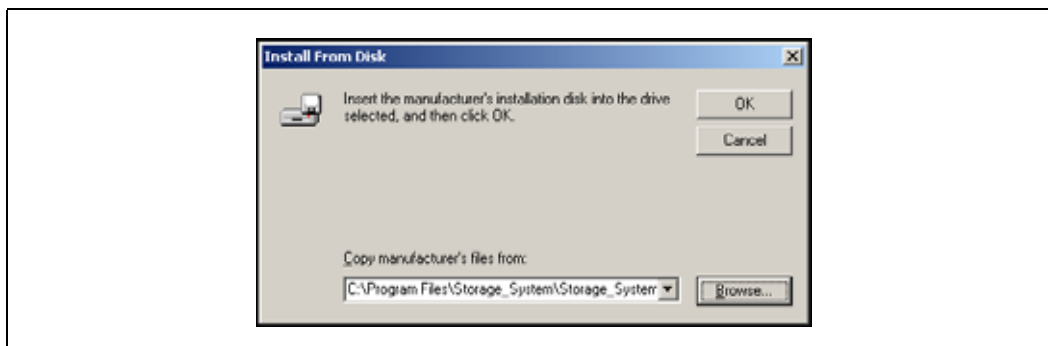 Install From Disk
Insert the manufacturer's installation disk into the drive
selected, and then click OK.
OK
Cancel
Copy manufacturer's files from:
C:\Program Files\Storage_System\Storage_System
Browse...